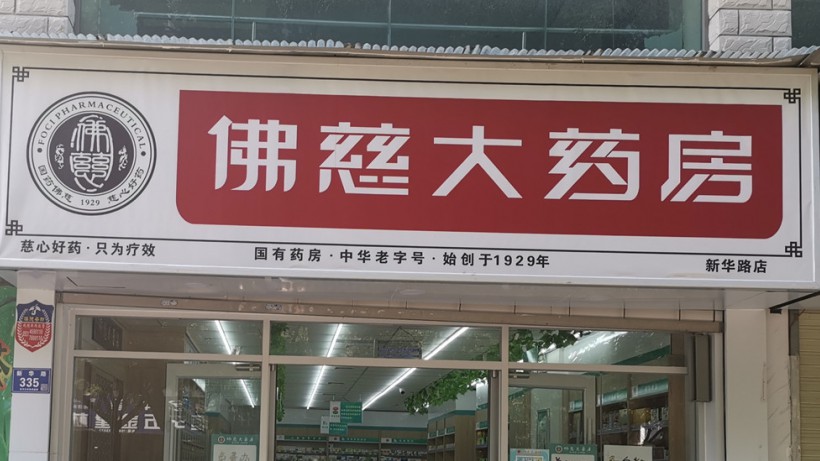 FOCI PHARMACEUTICAL
佛慈
国药佛慈 1929 慈心好药
佛慈大药房
慈心好药·只为疗效
国有药房·中华老字号·始创于1929年
新华路店
新华路
335